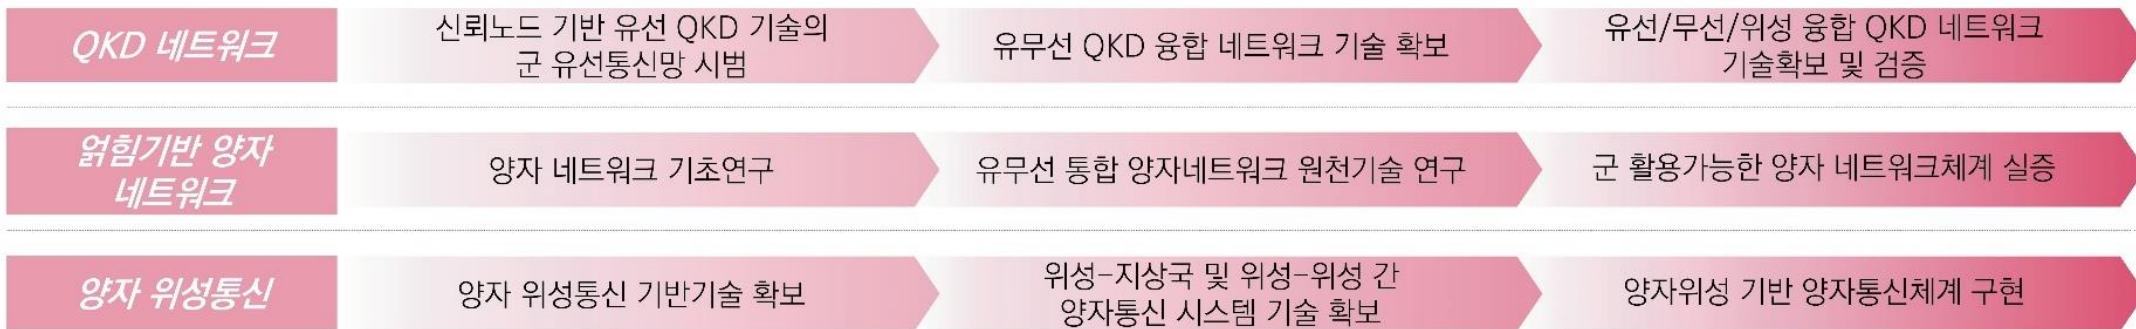 QKD 네트워크
신뢰노드 기반 유선 QKD 기술의
군 유선통신망 시범
유무선 QKD 융합 네트워크 기술 확보
유선/무선/위성 융합 QKD 네트워크
기술확보 및 검증
얽힘기반 양자
네트워크
양자 네트워크 기초연구
유무선 통합 양자네트워크 원천기술 연구
군 활용가능한 양자 네트워크체계 실증
양자 위성통신
양자 위성통신 기반기술 확보
위성-지상국 및 위성-위성 간
양자통신 시스템 기술 확보
양자위성 기반 양자통신체계 구현